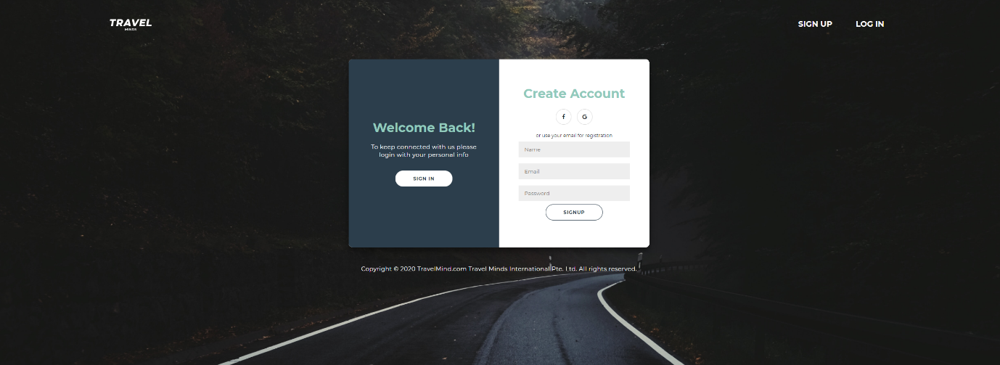 TRAVEL
MINDS
SIGN UP
LOG IN
Welcome Back!
To keep connected with us please
login with your personal info
SIGN IN
Create Account
f
G
or use your email for registration
Name
Email
Password
SIGNUP
Copyright © 2020 TravelMind.com Travel Minds International Pte. Ltd. All rights reserved.